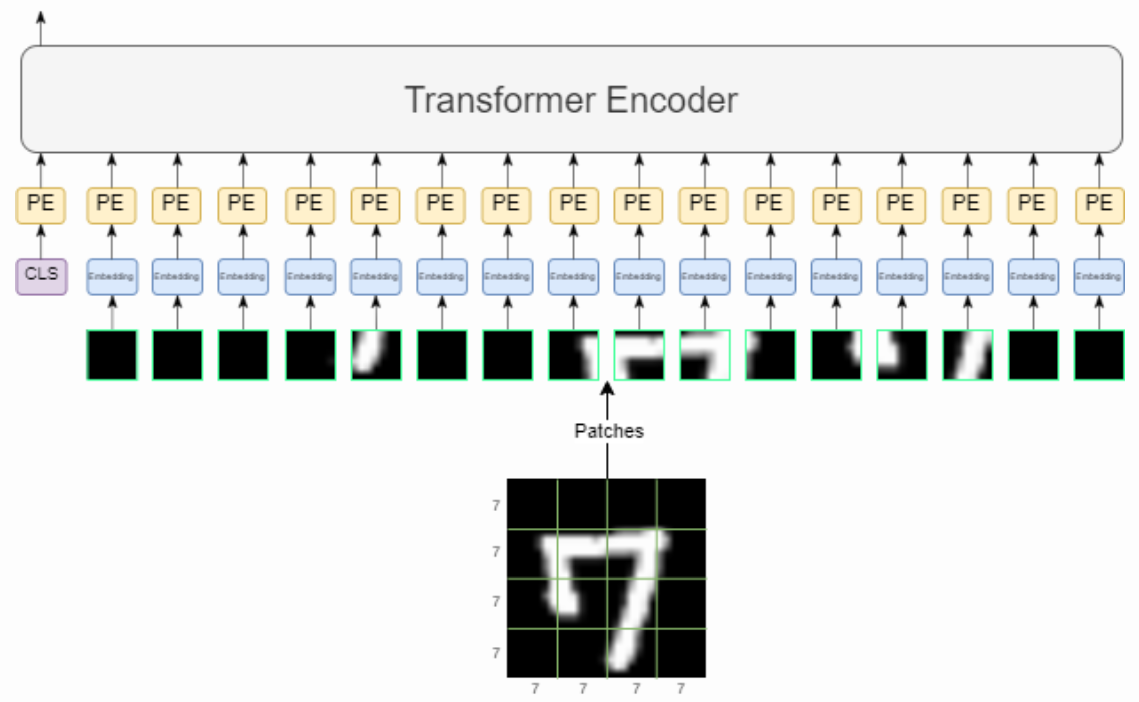 Transformer Encoder
PE PE PE PE PE PE PE PE PE PE PE PE PE PE PE PE PE
CLS Embedding Embedding Embedding Embedding Embedding Embedding Embedding Embedding Embedding Embedding Embedding Embedding Embedding Embedding Embedding Embedding
Patches
7
7
7
7
7 7 7 7